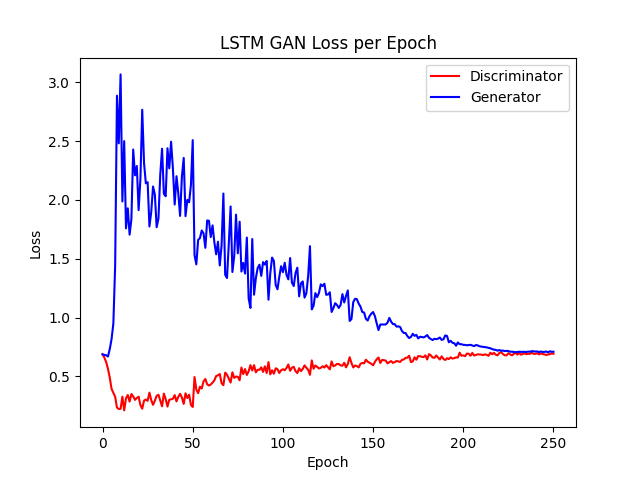 LSTM GAN Loss per Epoch
Discriminator
Generator
3.0
2.5
2.0
1.5
1.0
0.5
Loss
0 50 100 150 200 250
Epoch